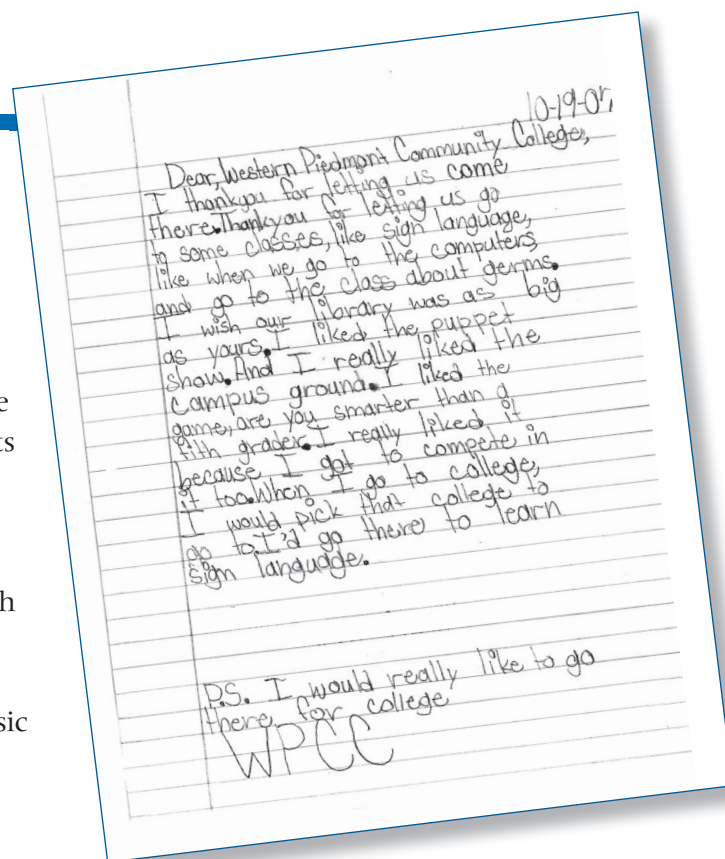 10-19-07
Dear, Western Piedmont Community College,
I thankyou for letting us come
there. Thankyou for letting us go
to some classes, like sign language,
like when we go to the computers
and go to the class about germs.
I wish our library was as big
as yours. I liked the puppet
show. And I really liked the
campus ground. I liked the
game, are you smarter than a
fith grader. I really liked it
because I got to compete in
it too. When I go to college,
I would pick that college to
go to. I'd go there to learn
sign languadge.
P.S. I would really like to go
there for college
WPCC
e
ts
h
sic